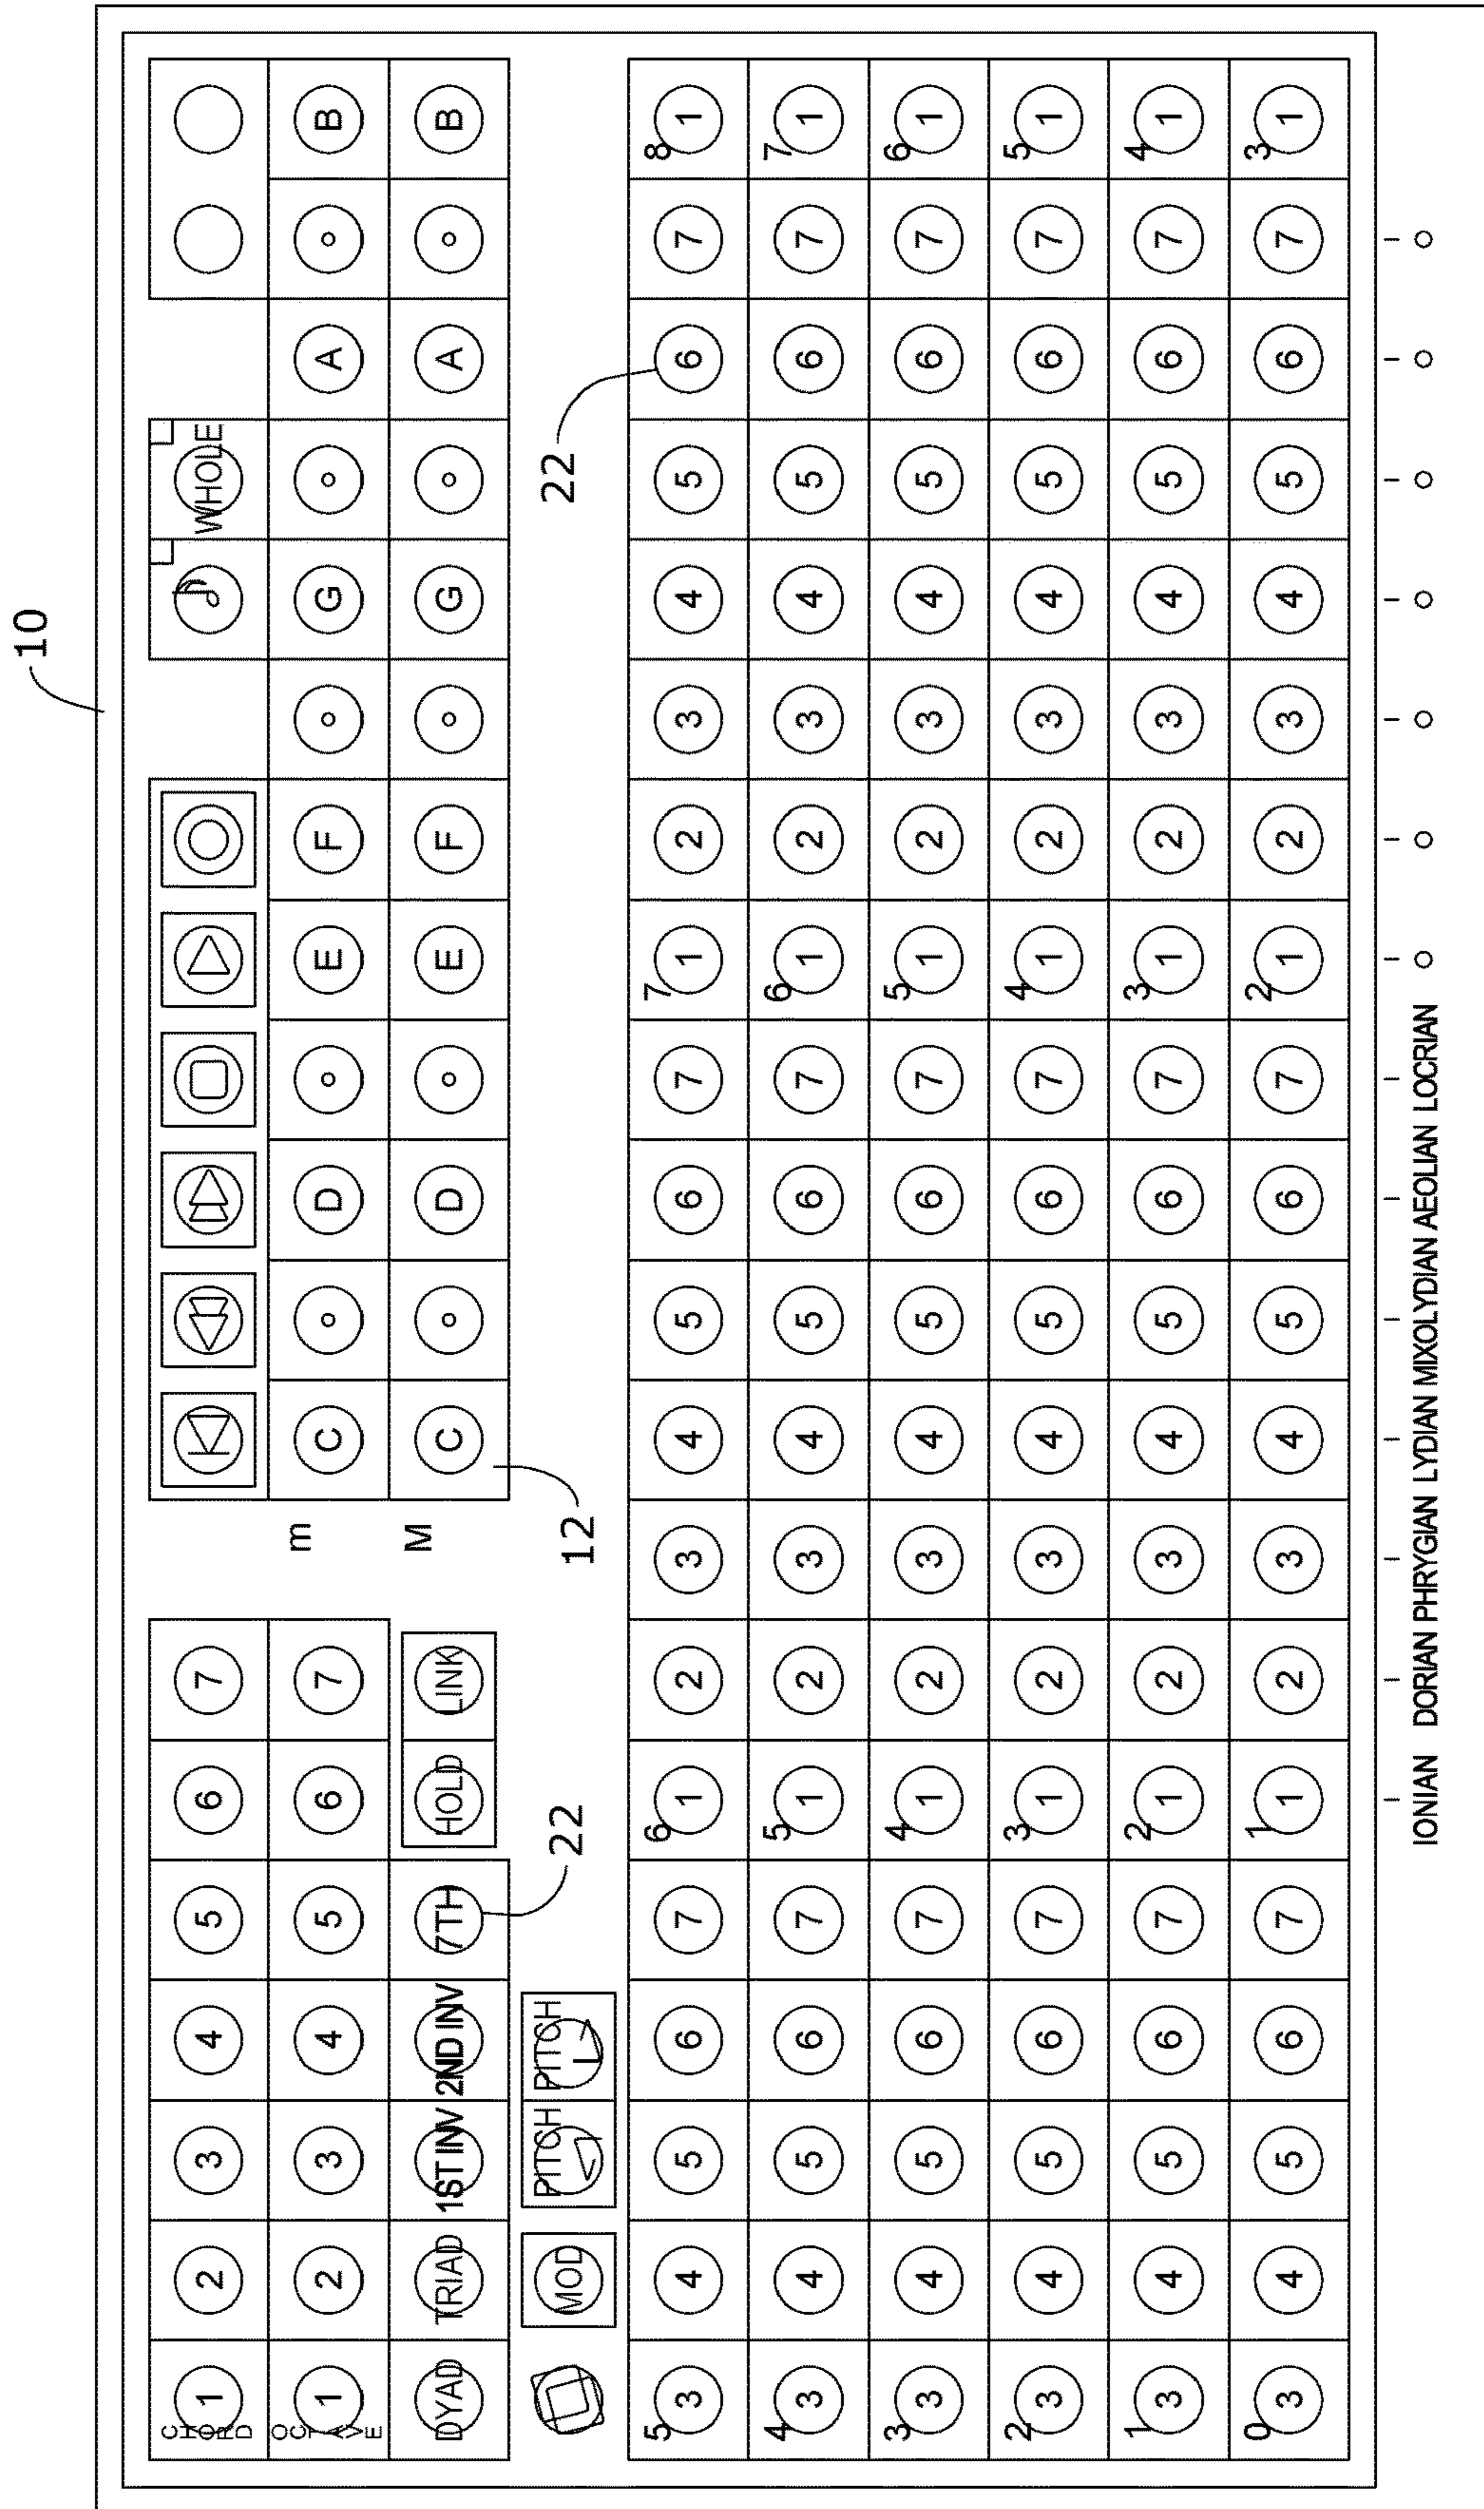 10
CHORD 1 2 3 4 5 6 7 WHOLE
OCTAVE 1 2 3 4 5 6 7 m C D E F G A B
DYAD TRIAD 1ST INV 2ND INV 7TH HOLD LINK M C D E F G A B
MOD PITCH PITCH 22 12 22
5 3 4 5 6 7 6 1 2 3 4 5 6 7 7 1 2 3 4 5 6 7 8 1
4 3 4 5 6 7 5 1 2 3 4 5 6 7 6 1 2 3 4 5 6 7 7 1
3 3 4 5 6 7 4 1 2 3 4 5 6 7 5 1 2 3 4 5 6 7 6 1
2 3 4 5 6 7 3 1 2 3 4 5 6 7 4 1 2 3 4 5 6 7 5 1
1 3 4 5 6 7 2 1 2 3 4 5 6 7 3 1 2 3 4 5 6 7 4 1
0 3 4 5 6 7 1 1 2 3 4 5 6 7 2 1 2 3 4 5 6 7 3 1
IONIAN DORIAN PHRYGIAN LYDIAN MIXOLYDIAN AEOLIAN LOCRIAN